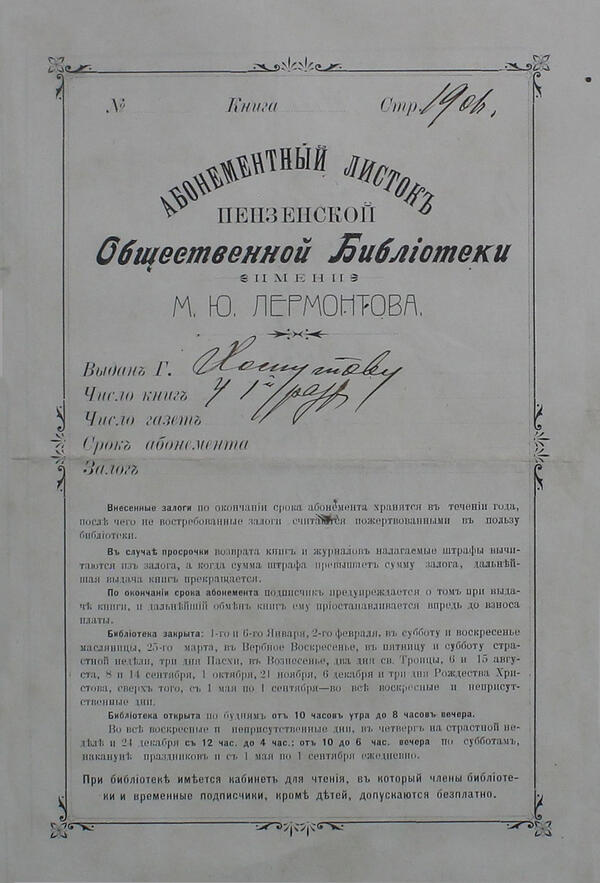 № Книга Стр. 1906.
АБОНЕМЕНТНЫЙ ЛИСТОКЪ
ПЕНЗЕНСКОЙ
Общественной Библіотеки
ИМЕНИ
М. Ю. ЛЕРМОНТОВА.
Выданъ Г. Хомутову
Число книгъ 4 1й разр
Число газетъ
Срокъ абонемента
Залогъ
Внесенные залоги по окончаніи срока абонемента хранятся въ теченіи года,
послѣ чего не востребованные залоги считаются пожертвованными въ пользу
библіотеки.
Въ случаѣ просрочки возврата книгъ и журналовъ налагаемые штрафы вычи-
таются изъ залога, а когда сумма штрафа превышаетъ сумму залога, дальнѣй-
шая выдача книгъ прекращается.
По окончаніи срока абонемента подписчикъ предупреждается о томъ при выда-
чѣ книги, и дальнѣйшій обмѣнъ книгъ ему пріостанавливается впредь до взноса
платы.
Библіотека закрыта: 1-го и 6-го Января, 2-го февраля, въ субботу и воскресенье
масляницы, 25-го марта, въ Вербное Воскресенье, въ пятницу и субботу страс-
тной недѣли, три дня Пасхи, въ Вознесенье, два дня св. Троицы, 6 и 15 авгу-
ста, 8 и 14 сентября, 1 октября, 21 ноября, 6 декабря и три дня Рождества Хри-
стова, сверхъ того, съ 1 мая по 1 сентября—во всѣ воскресные и неприсут-
ственные дни.
Библіотека открыта по буднямъ отъ 10 часовъ утра до 8 часовъ вечера.
Во всѣ воскресные и неприсутственные дни, въ четвергъ на страстной не-
дѣлѣ и 24 декабря съ 12 час. до 4 час.; отъ 10 до 6 час. вечера по субботамъ,
наканунѣ праздниковъ и съ 1 мая по 1 сентября ежедневно.
При библіотекѣ имѣется кабинетъ для чтенія, въ который члены библіоте-
ки и временные подписчики, кромѣ дѣтей, допускаются безплатно.